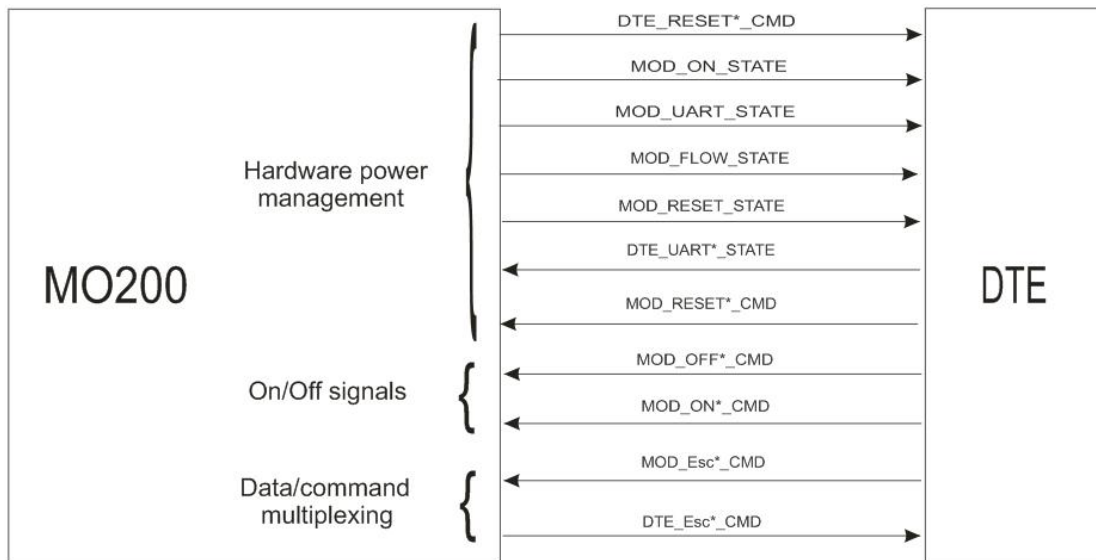 DTE_RESET*_CMD
MOD_ON_STATE
MOD_UART_STATE
MOD_FLOW_STATE
Hardware power
management
MOD_RESET_STATE
DTE_UART*_STATE
MO200
DTE
MOD_RESET*_CMD
MOD_OFF*_CMD
On/Off signals
MOD_ON*_CMD
MOD_Esc*_CMD
Data/command
multiplexing
DTE_Esc*_CMD